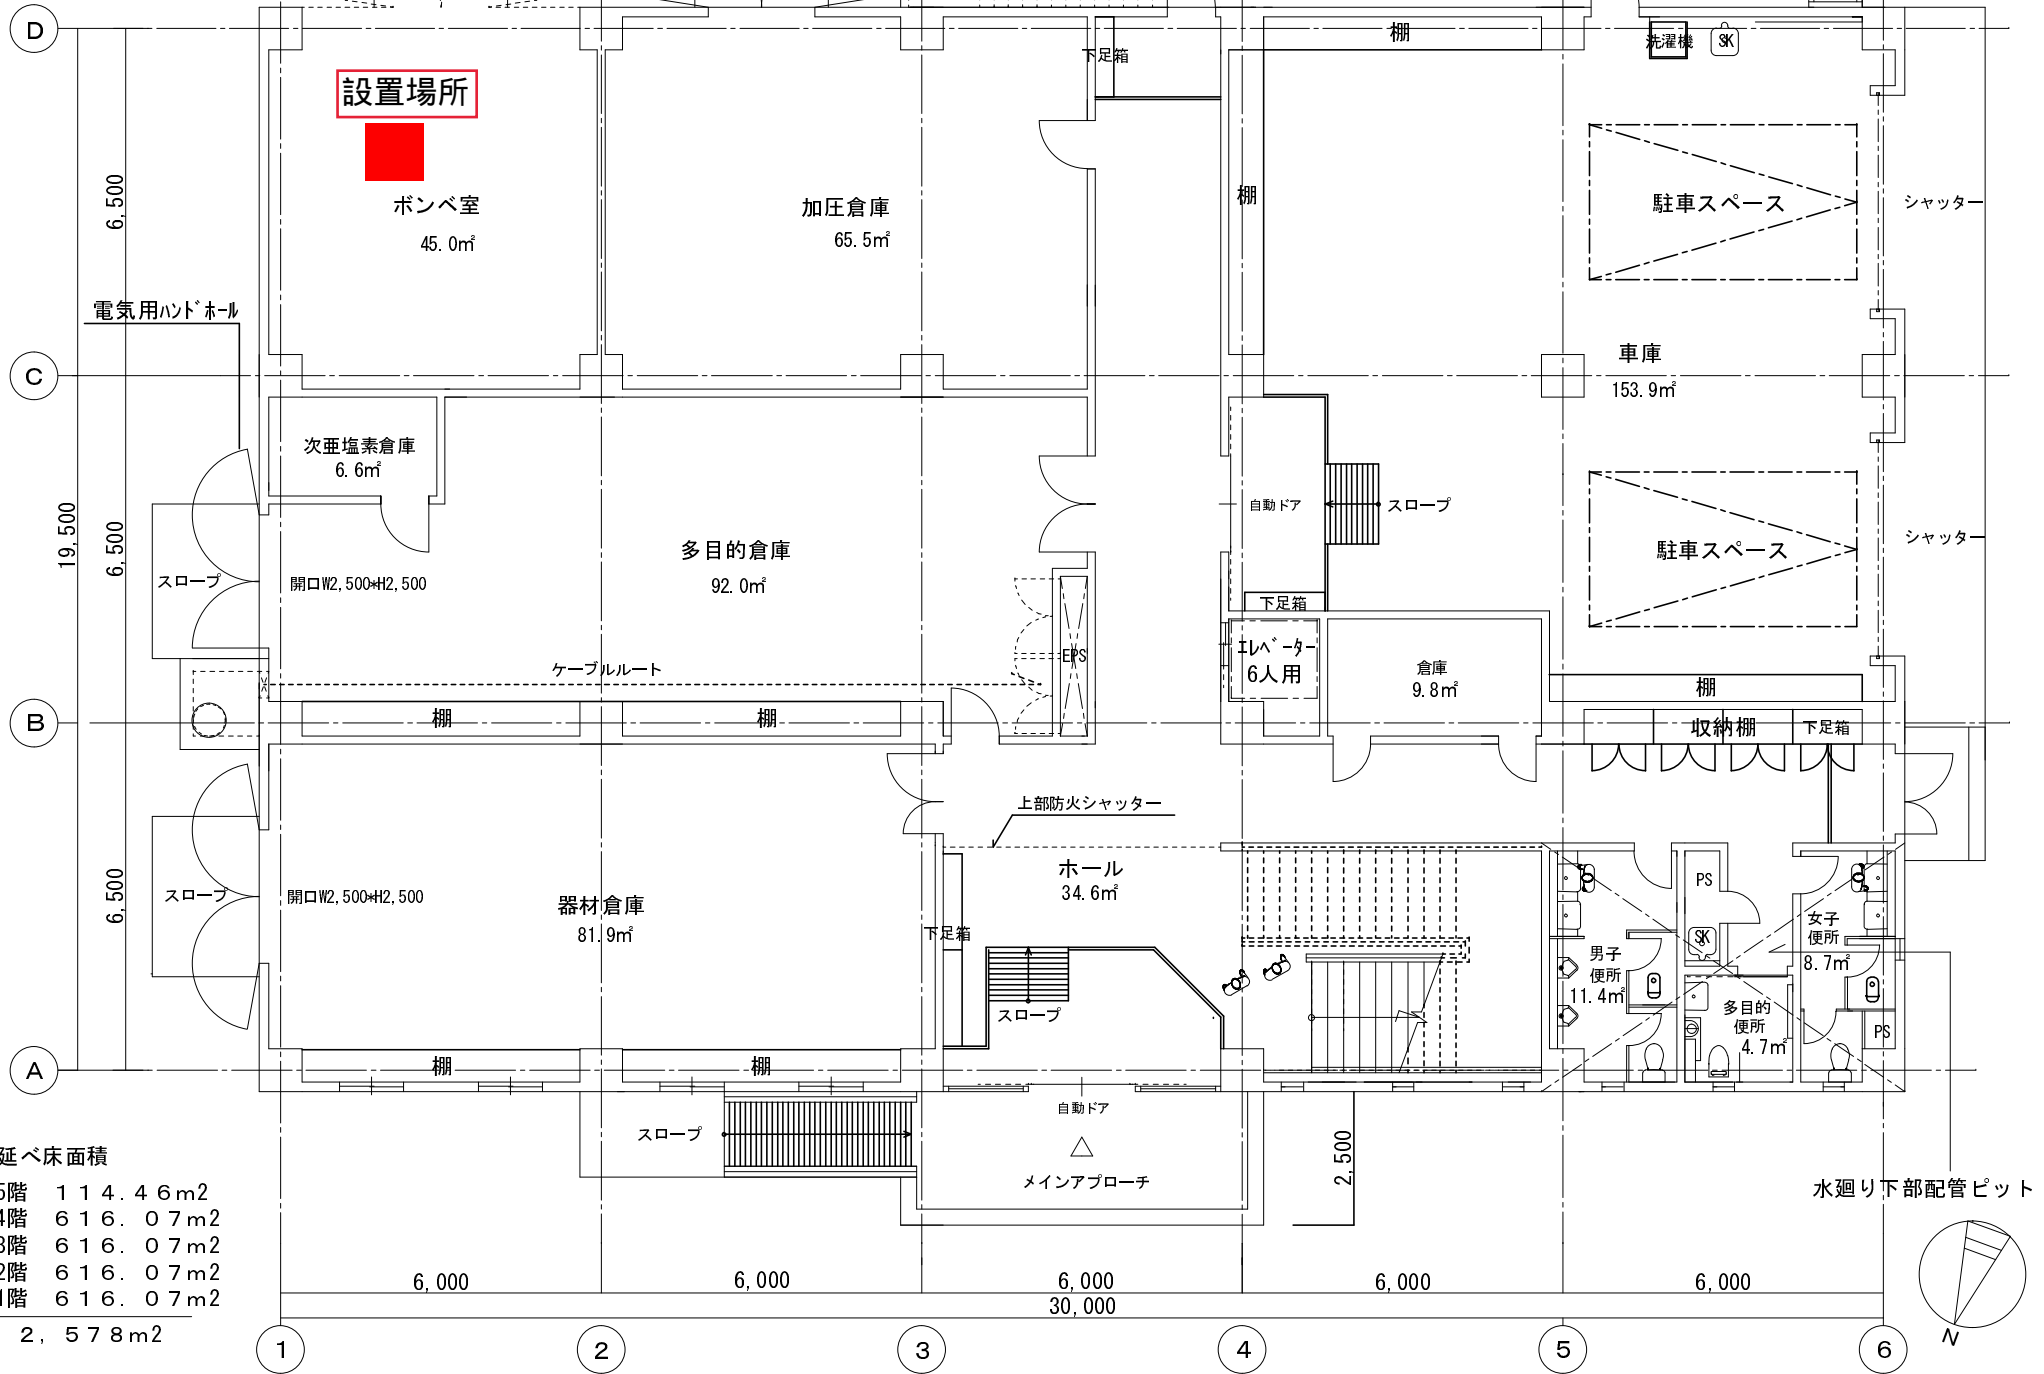 D
設置場所
ボンベ室
45.0㎡
加圧倉庫
65.5㎡
下足箱
棚
棚
洗濯機
SK
駐車スペース
シャッター
6,500
電気用ハンドホール
C
車庫
153.9㎡
次亜塩素倉庫
6.6㎡
自動ドア
スロープ
19,500
6,500
多目的倉庫
92.0㎡
駐車スペース
シャッター
スロープ
開口W2,500*H2,500
下足箱
エレベーター
6人用
EPS
倉庫
9.8㎡
ケーブルルート
棚
B
棚
棚
収納棚
下足箱
上部防火シャッター
ホール
34.6㎡
6,500
スロープ
開口W2,500*H2,500
器材倉庫
81.9㎡
下足箱
PS
SK
女子
便所
8.7㎡
男子
便所
11.4㎡
多目的
便所
4.7㎡
PS
スロープ
A
棚
棚
スロープ
自動ドア
メインアプローチ
2,500
水廻り下部配管ピット
延べ床面積
5階 114.46m2
4階 616.07m2
3階 616.07m2
2階 616.07m2
1階 616.07m2
2,578m2
6,000
6,000
6,000
6,000
6,000
30,000
N
1
2
3
4
5
6